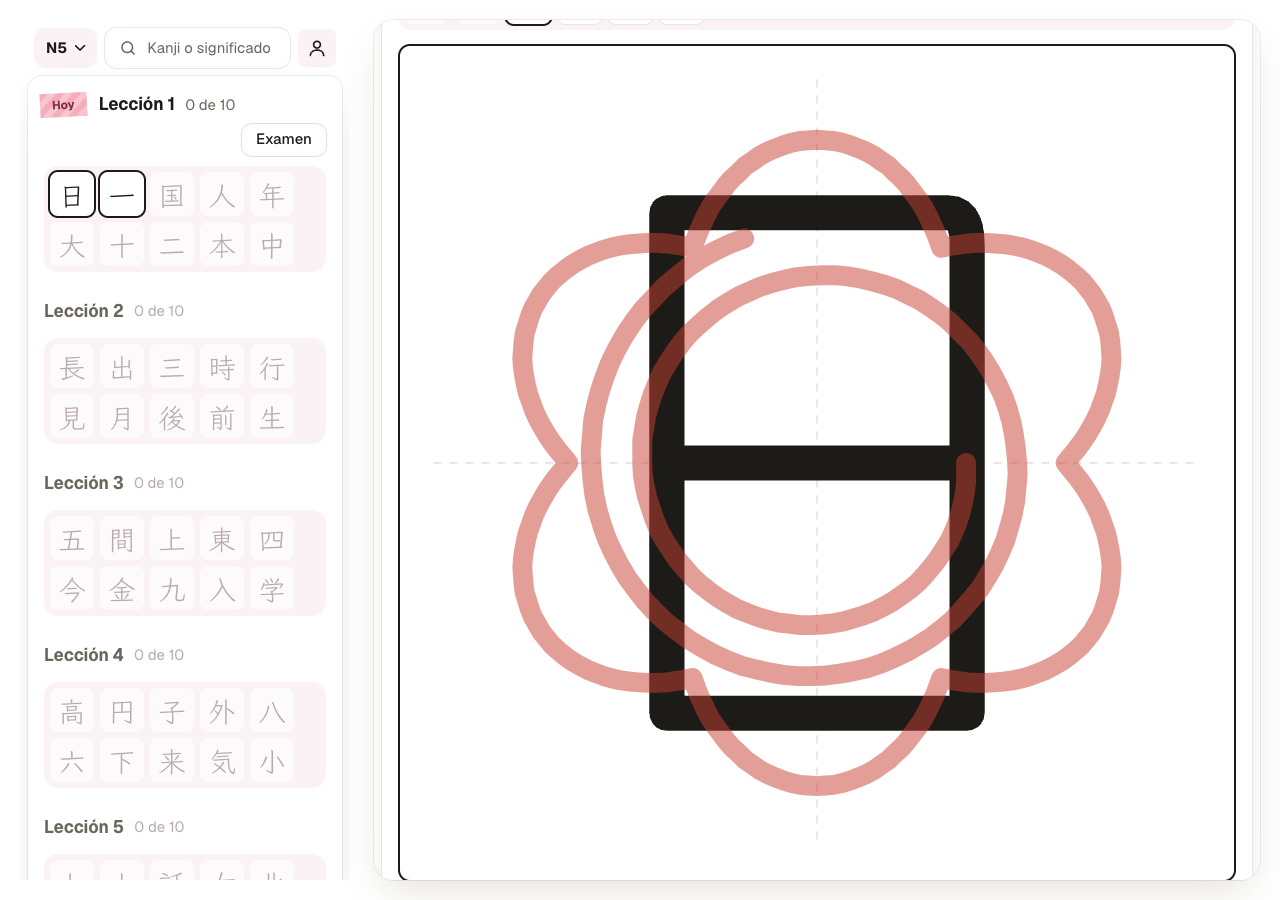 N5
Kanji o significado
Hoy
Lección 1
0 de 10
Examen
日 一 国 人 年
大 十 二 本 中
Lección 2
0 de 10
長 出 三 時 行
見 月 後 前 生
Lección 3
0 de 10
五 間 上 東 四
今 金 九 入 学
Lección 4
0 de 10
高 円 子 外 八
六 下 来 気 小
Lección 5
0 de 10
日